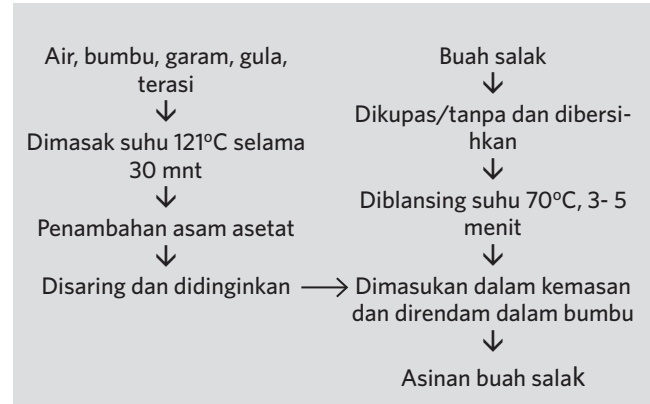 Air, bumbu, garam, gula,
terasi
Dimasak suhu 121°C selama
30 mnt
Penambahan asam asetat
Disaring dan didinginkan
Buah salak
Dikupas/tanpa dan dibersi-
hkan
Diblansing suhu 70°C, 3- 5
menit
Dimasukan dalam kemasan
dan direndam dalam bumbu
Asinan buah salak